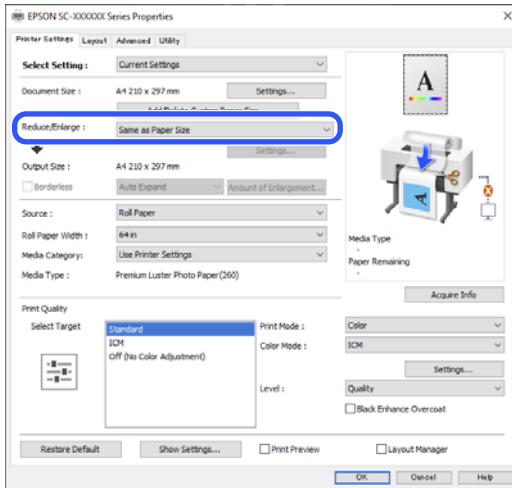 EPSON SC-XXXXXX Series Properties
Printer Settings Layout Advanced Utility
Select Setting : Current Settings
Document Size : A4 210 x 297 mm Settings...
Add/Delete Custom Paper Size
Reduce/Enlarge : Same as Paper Size
Settings...
Output Size : A4 210 x 297 mm
Borderless Auto Expand Amount of Enlargement...
Source : Roll Paper
Roll Paper Width : 64 in
Media Category: Use Printer Settings
Media Type : Premium Luster Photo Paper(260)
A
Media Type
-
Paper Remaining
-
Acquire Info
Print Quality
Select Target
Standard
ICM
Off (No Color Adjustment)
Print Mode : Color
Color Mode : ICM
Settings...
Level : Quality
Black Enhance Overcoat
Restore Default Show Settings... Print Preview Layout Manager
OK Cancel Help